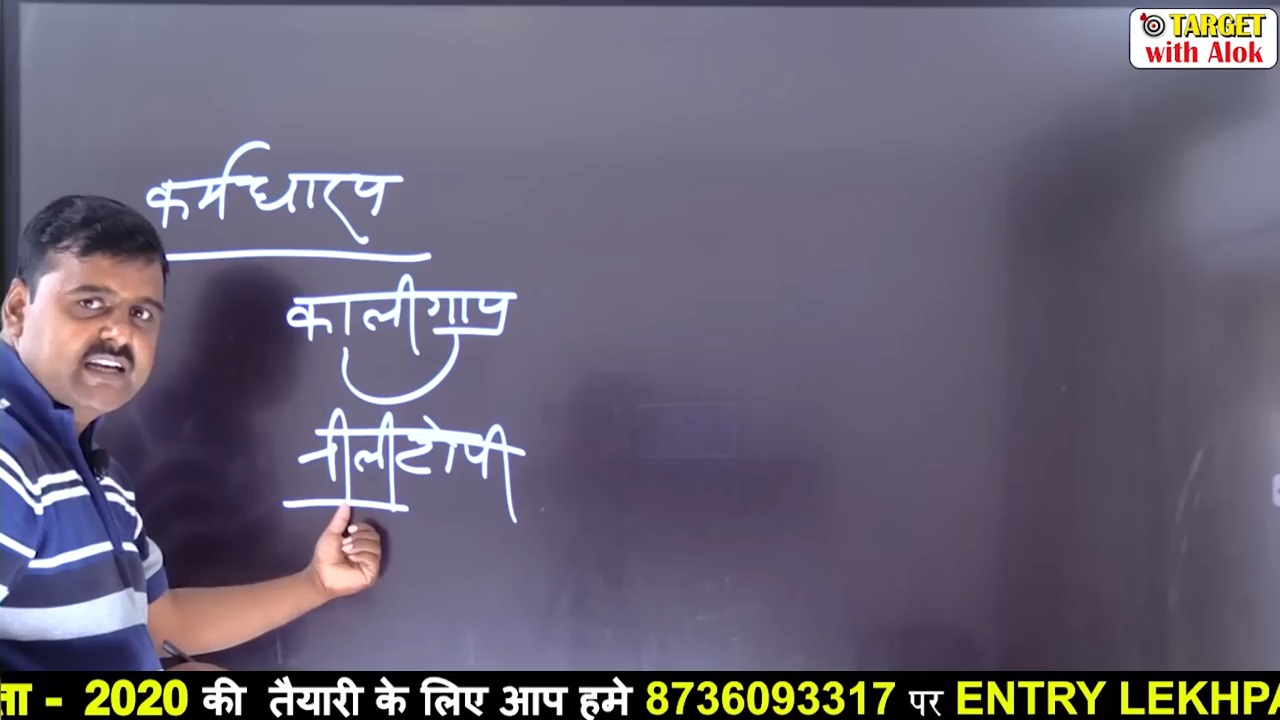 TARGET
with Alok
कर्मधारय
कालीगाय
नीलीटोपी
ता - 2020 की तैयारी के लिए आप हमे 8736093317 पर ENTRY LEKHPA